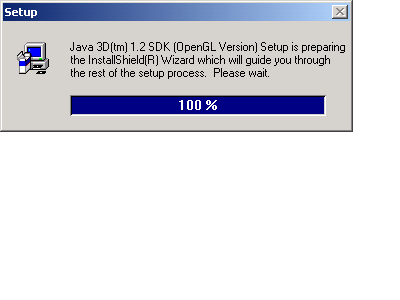 Setup
Java 3D(tm) 1.2 SDK (OpenGL Version) Setup is preparing
the InstallShield(R) Wizard which will guide you through
the rest of the setup process.  Please wait.
100 %